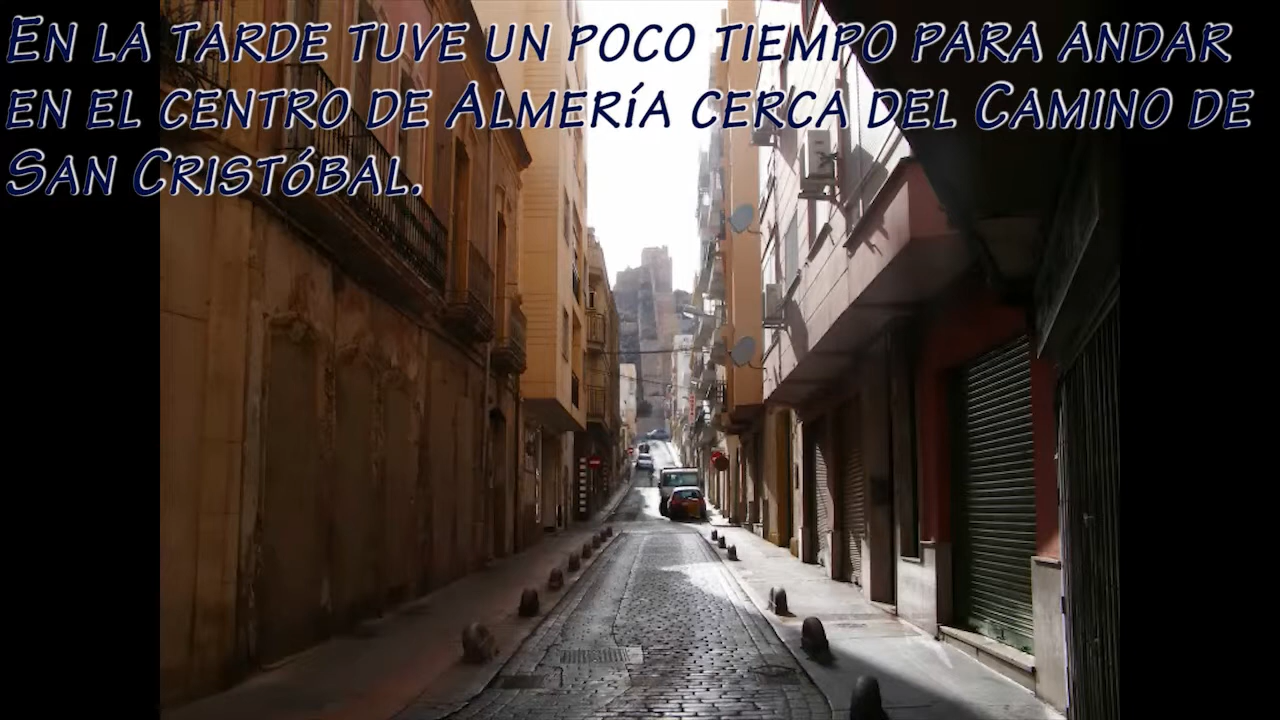 En la tarde tuve un poco tiempo para andar
en el centro de Almería cerca del Camino de
San Cristóbal.